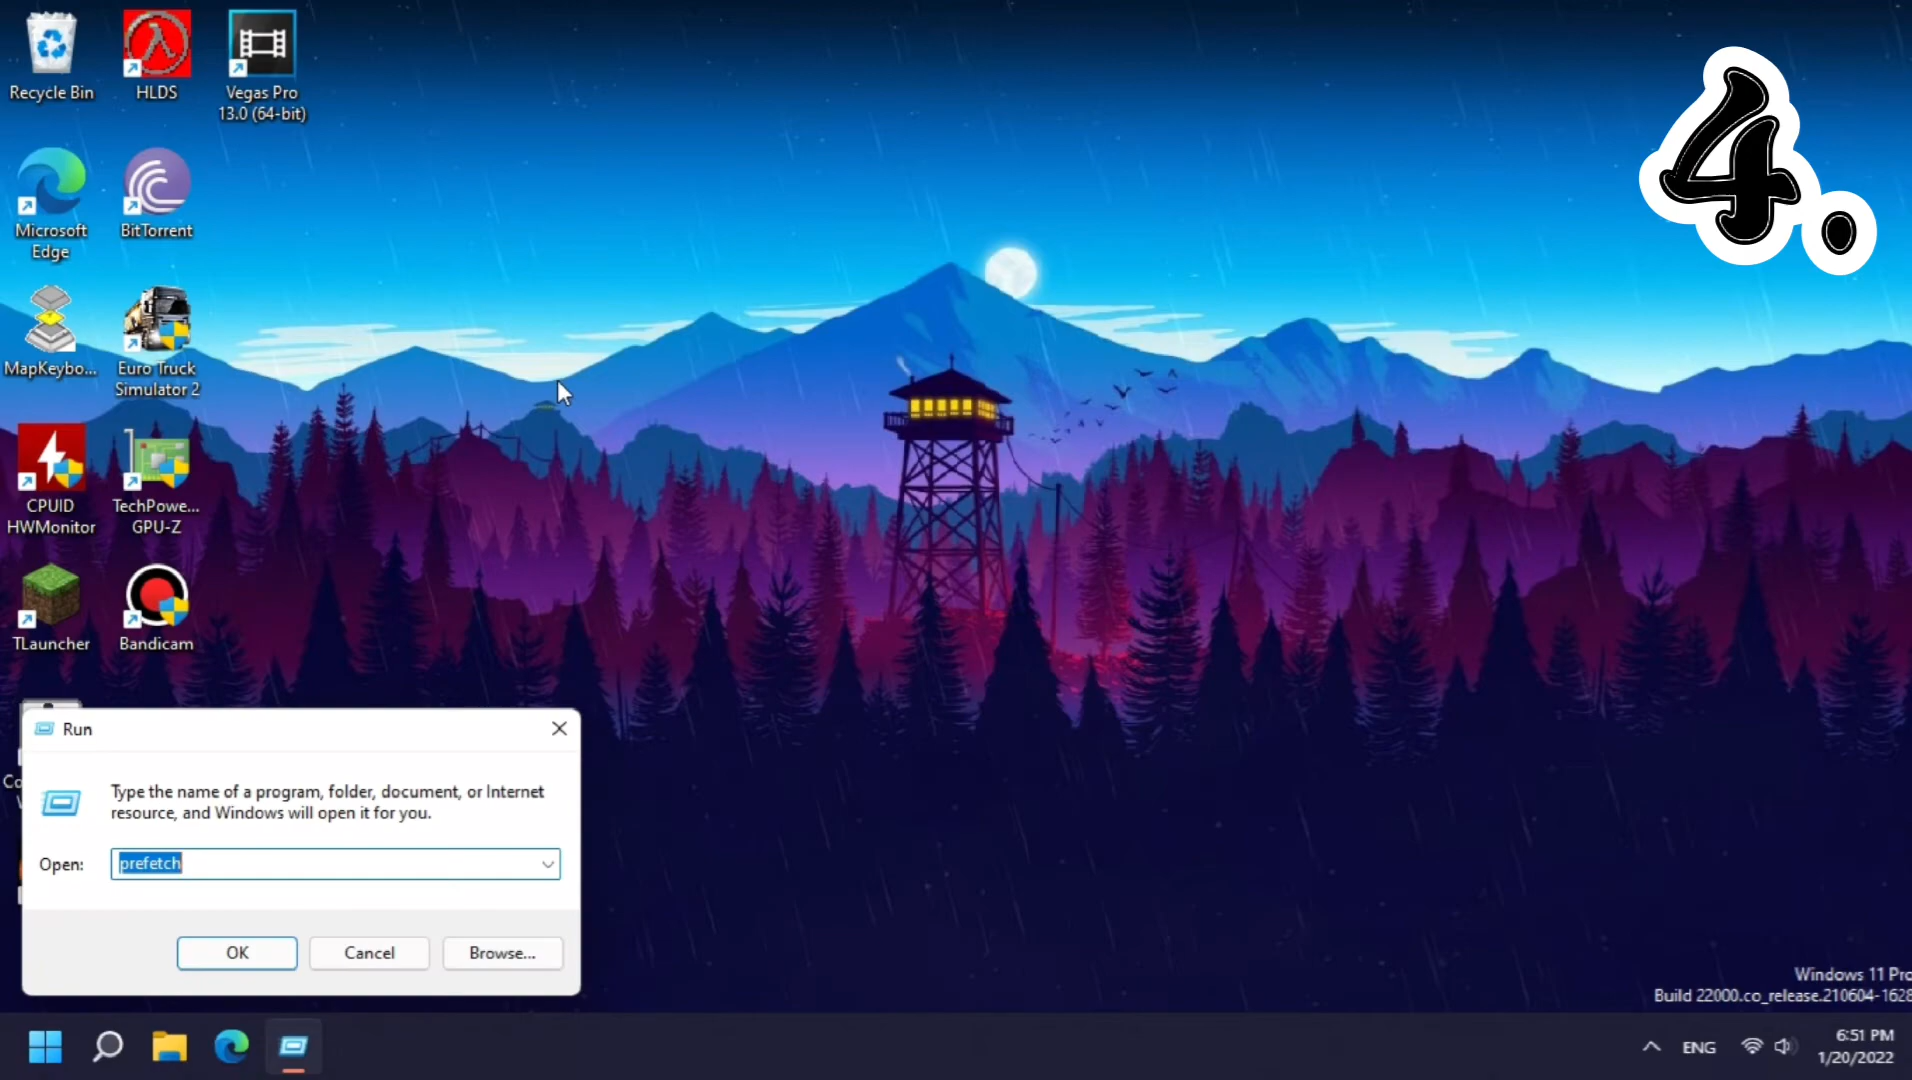 Recycle Bin
HLDS
Vegas Pro
13.0 (64-bit)
4.
Microsoft
Edge
BitTorrent
MapKeybo...
Euro Truck
Simulator 2
CPUID
HWMonitor
TechPowe...
GPU-Z
TLauncher
Bandicam
Run
Type the name of a program, folder, document, or Internet
resource, and Windows will open it for you.
Open:
prefetch
OK
Cancel
Browse...
Windows 11 Pro
Build 22000.co_release.210604-1628
ENG
6:51 PM
1/20/2022